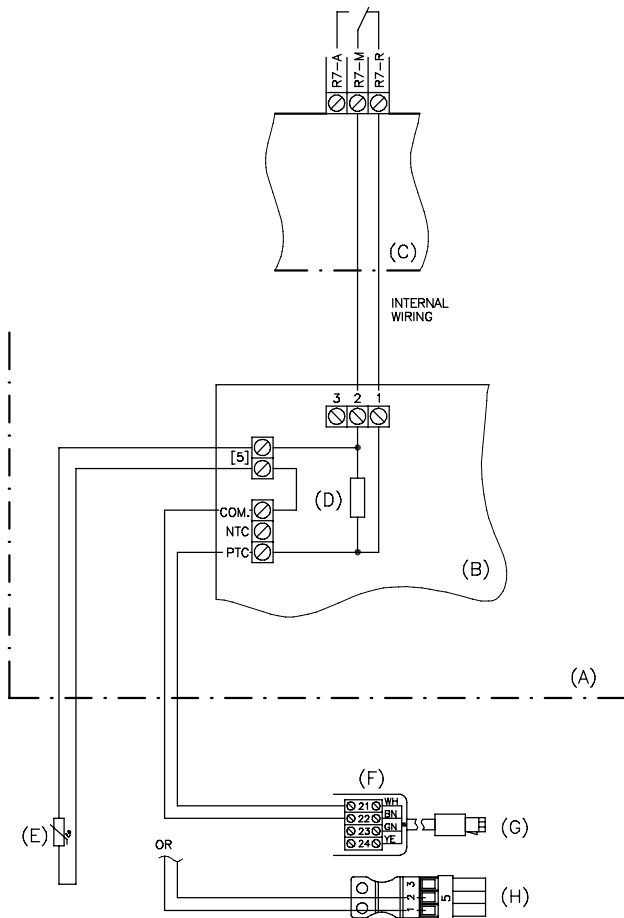 R7-A
R7-M
R7-R
(C)
INTERNAL
WIRING
3 2 1
[5]
(D)
COM.
NTC
PTC
(B)
(A)
(F)
21 WH
22 BN
23 GN
24 YE
(G)
(E)
OR
3
2
1
5
(H)